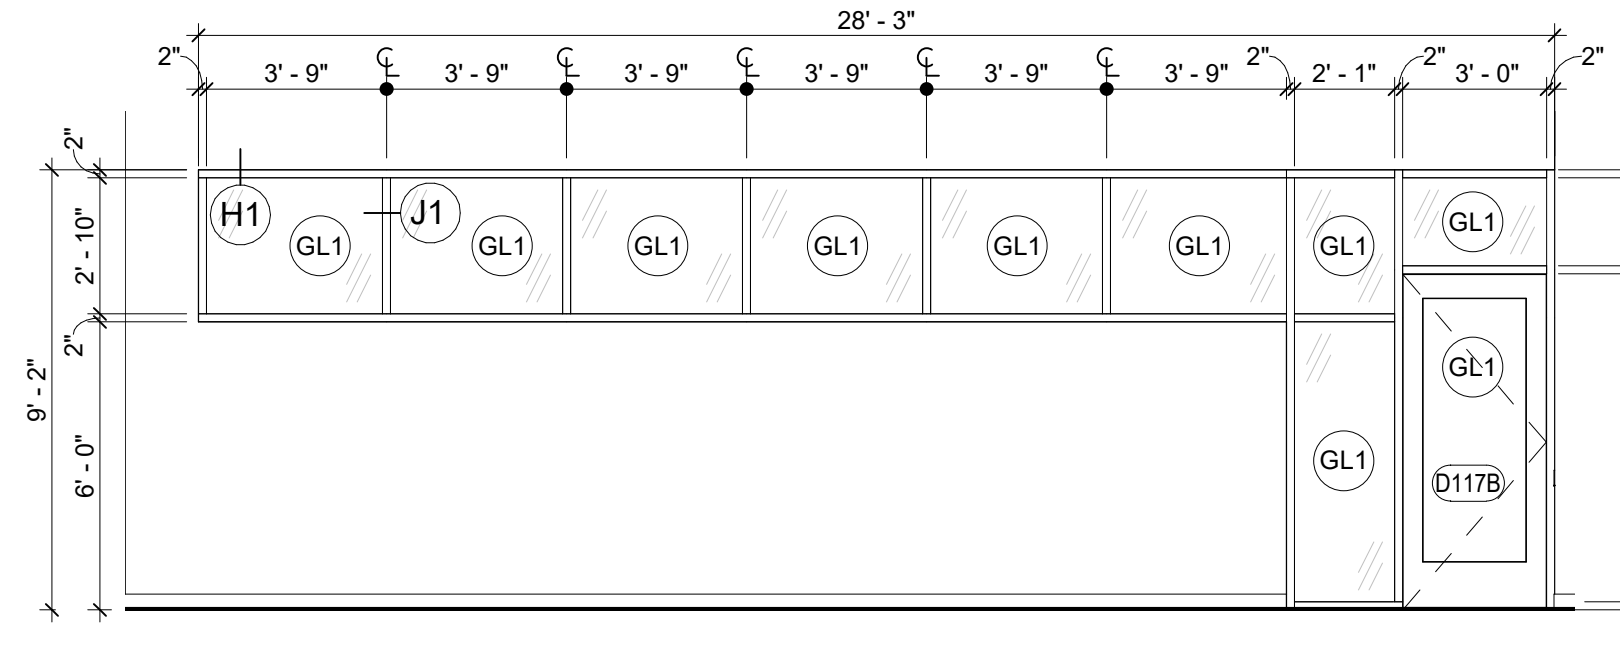 28' - 3"
2" 3' - 9" ℄ 3' - 9" ℄ 3' - 9" ℄ 3' - 9" ℄ 3' - 9" ℄ 3' - 9" 2" 2' - 1" 2" 3' - 0" 2"
2"
H1 J1 GL1
GL1 GL1 GL1 GL1 GL1 GL1 GL1
2' - 10"
2"
9' - 2"
GL1
6' - 0"
GL1
D117B